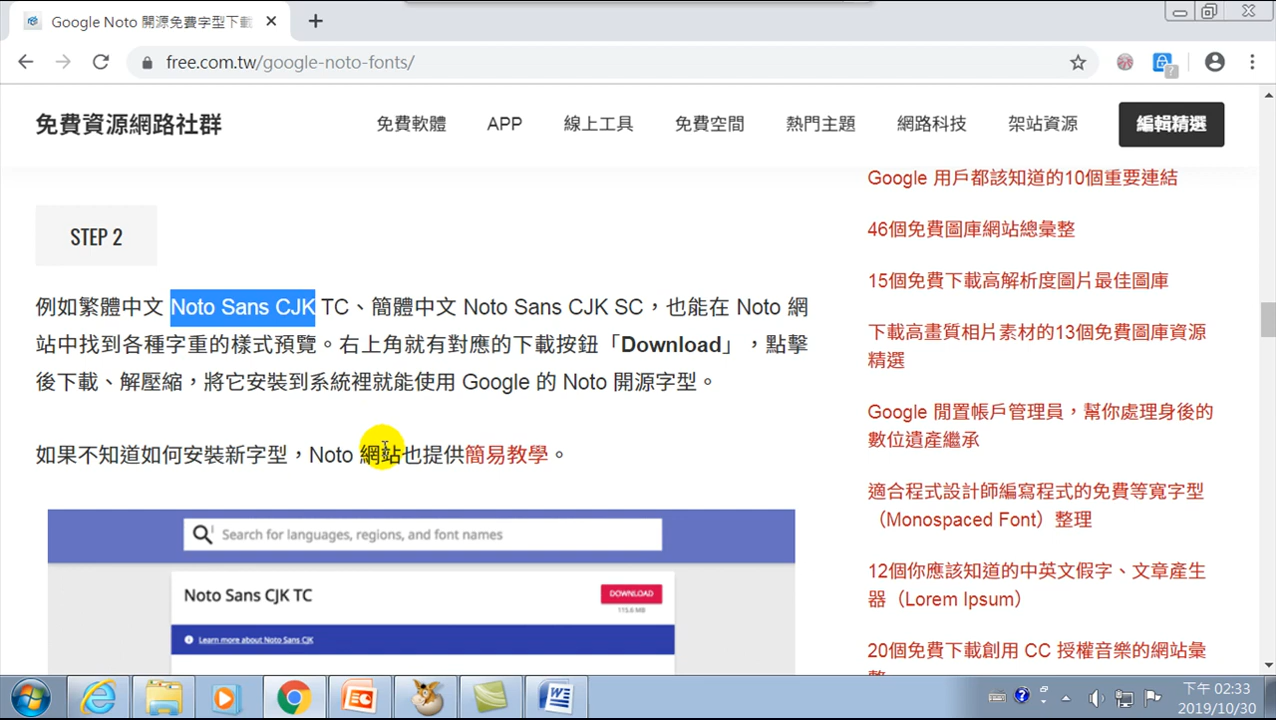 Google Noto 開源免費字型下載
free.com.tw/google-noto-fonts/
免費資源網路社群
免費軟體
APP
線上工具
免費空間
熱門主題
網路科技
架站資源
編輯精選
STEP 2
例如繁體中文 Noto Sans CJK TC、簡體中文 Noto Sans CJK SC，也能在 Noto 網
站中找到各種字重的樣式預覽。右上角就有對應的下載按鈕「Download」，點擊
後下載、解壓縮，將它安裝到系統裡就能使用 Google 的 Noto 開源字型。
如果不知道如何安裝新字型，Noto 網站也提供簡易教學。
Search for languages, regions, and font names
Noto Sans CJK TC
DOWNLOAD
115.6 MB
Learn more about Noto Sans CJK
Google 用戶都該知道的10個重要連結
46個免費圖庫網站總彙整
15個免費下載高解析度圖片最佳圖庫
下載高畫質相片素材的13個免費圖庫資源
精選
Google 閒置帳戶管理員，幫你處理身後的
數位遺產繼承
適合程式設計師編寫程式的免費等寬字型
（Monospaced Font）整理
12個你應該知道的中英文假字、文章產生
器（Lorem Ipsum）
20個免費下載創用 CC 授權音樂的網站彙
下午 02:33
2019/10/30